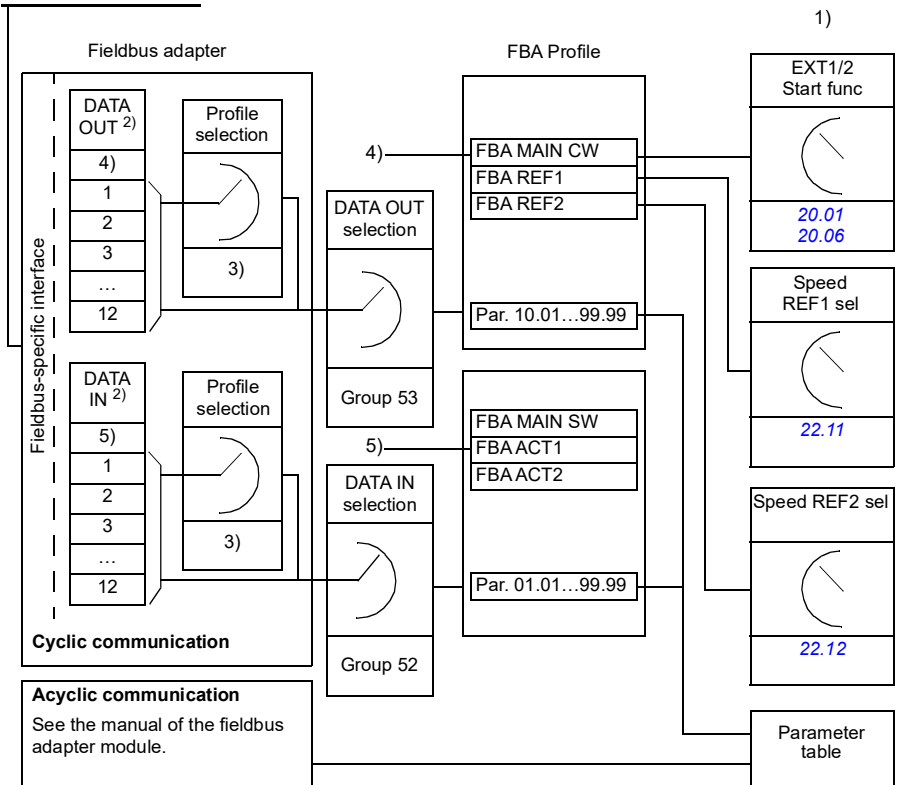 1)
Fieldbus adapter
FBA Profile
Fieldbus-specific interface
DATA
OUT 2)
4)
1
2
3
…
12
Profile
selection
3)
DATA
IN 2)
5)
1
2
3
…
12
Profile
selection
3)
Cyclic communication
DATA OUT
selection
Group 53
DATA IN
selection
Group 52
4)
FBA MAIN CW
FBA REF1
FBA REF2
Par. 10.01…99.99
5)
FBA MAIN SW
FBA ACT1
FBA ACT2
Par. 01.01…99.99
EXT1/2
Start func
20.01
20.06
Speed
REF1 sel
22.11
Speed REF2 sel
22.12
Acyclic communication
See the manual of the fieldbus
adapter module.
Parameter
table